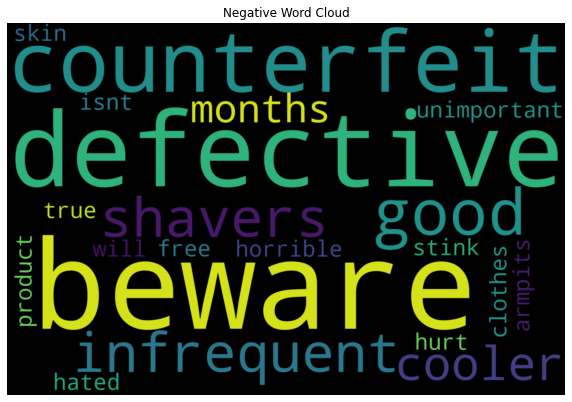 Negative Word Cloud
skin
counterfeit
isnt
months
unimportant
defective
true
shavers
good
will
free
horrible
stink
product
beware
clothes
armpits
infrequent
hurt
cooler
hated